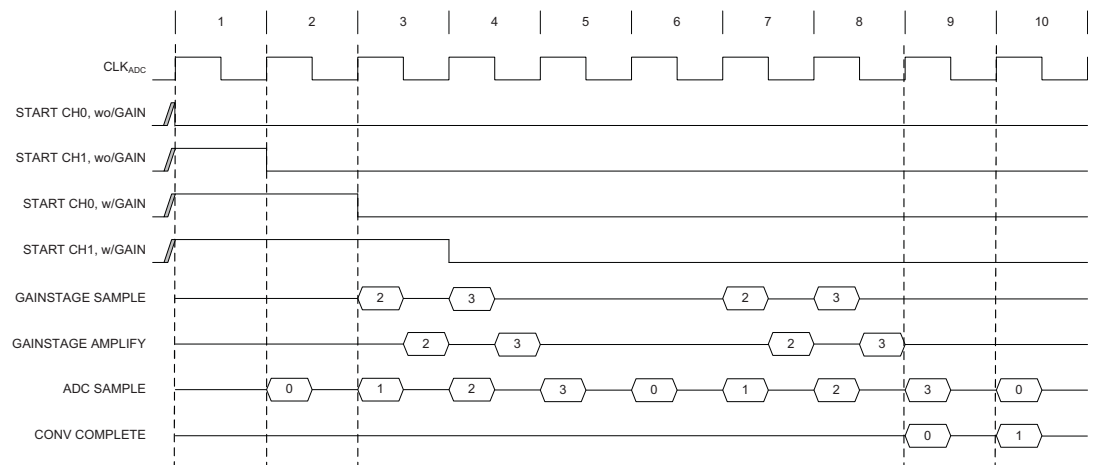 1 2 3 4 5 6 7 8 9 10
CLKADC
START CH0, wo/GAIN
START CH1, wo/GAIN
START CH0, w/GAIN
START CH1, w/GAIN
GAINSTAGE SAMPLE 2 3 2 3
GAINSTAGE AMPLIFY 2 3 2 3
ADC SAMPLE 0 1 2 3 0 1 2 3 0
CONV COMPLETE 0 1